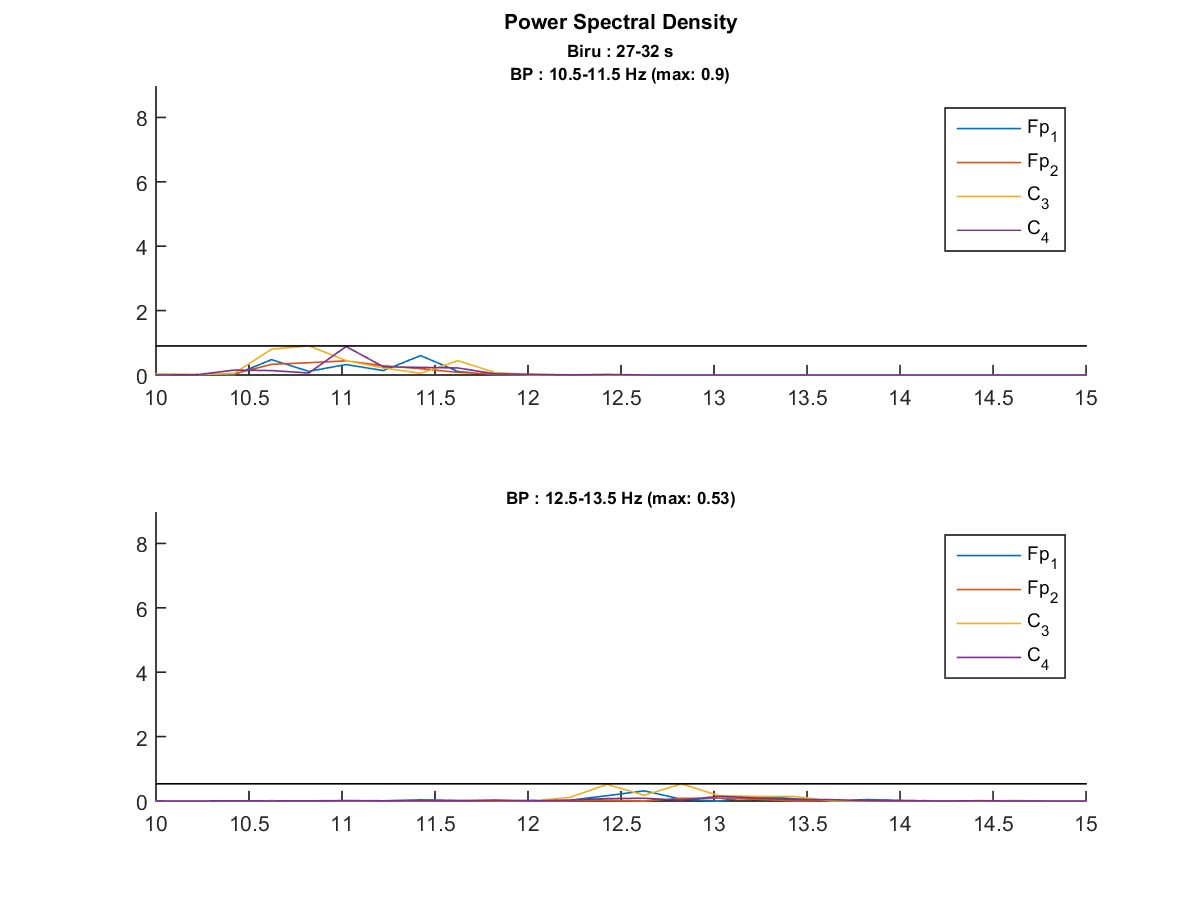 Power Spectral Density
Biru : 27-32 s
BP : 10.5-11.5 Hz (max: 0.9)
8
6
4
2
0
10 10.5 11 11.5 12 12.5 13 13.5 14 14.5 15
Fp1
Fp2
C3
C4
BP : 12.5-13.5 Hz (max: 0.53)
8
6
4
2
0
10 10.5 11 11.5 12 12.5 13 13.5 14 14.5 15
Fp1
Fp2
C3
C4